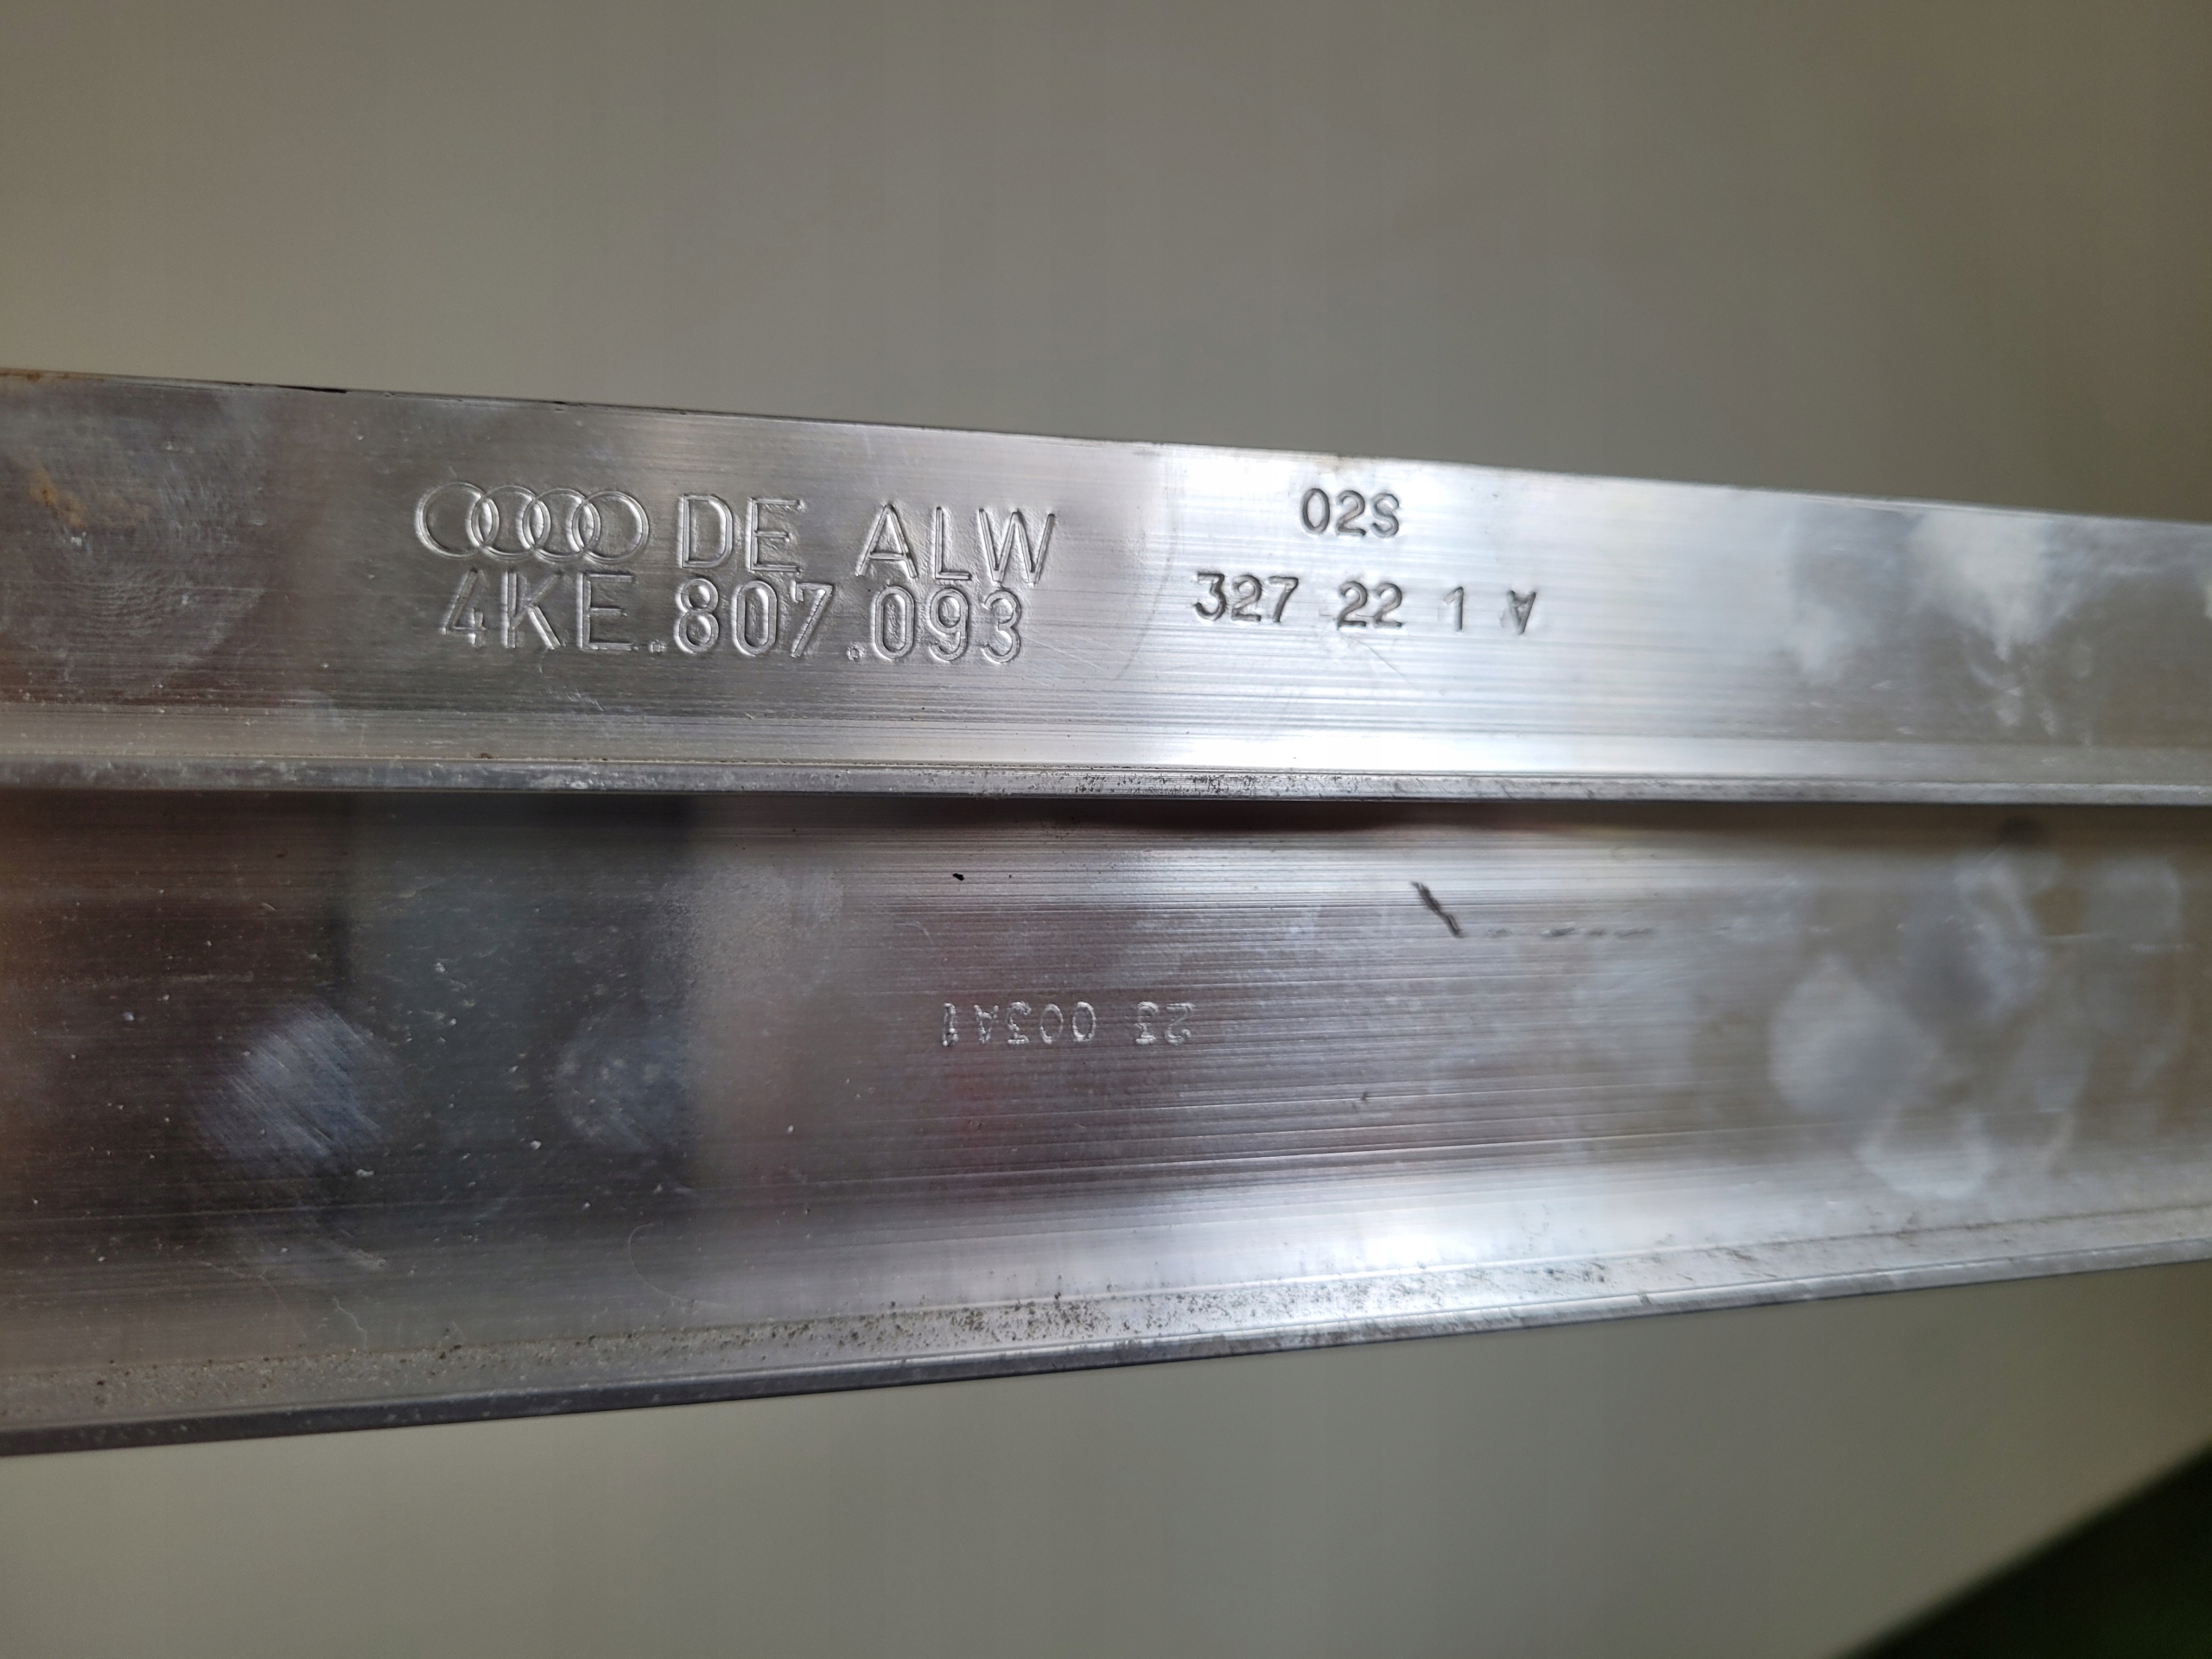 DE ALW
4KE.807.093
02S
327 22 1 A
23 003A1